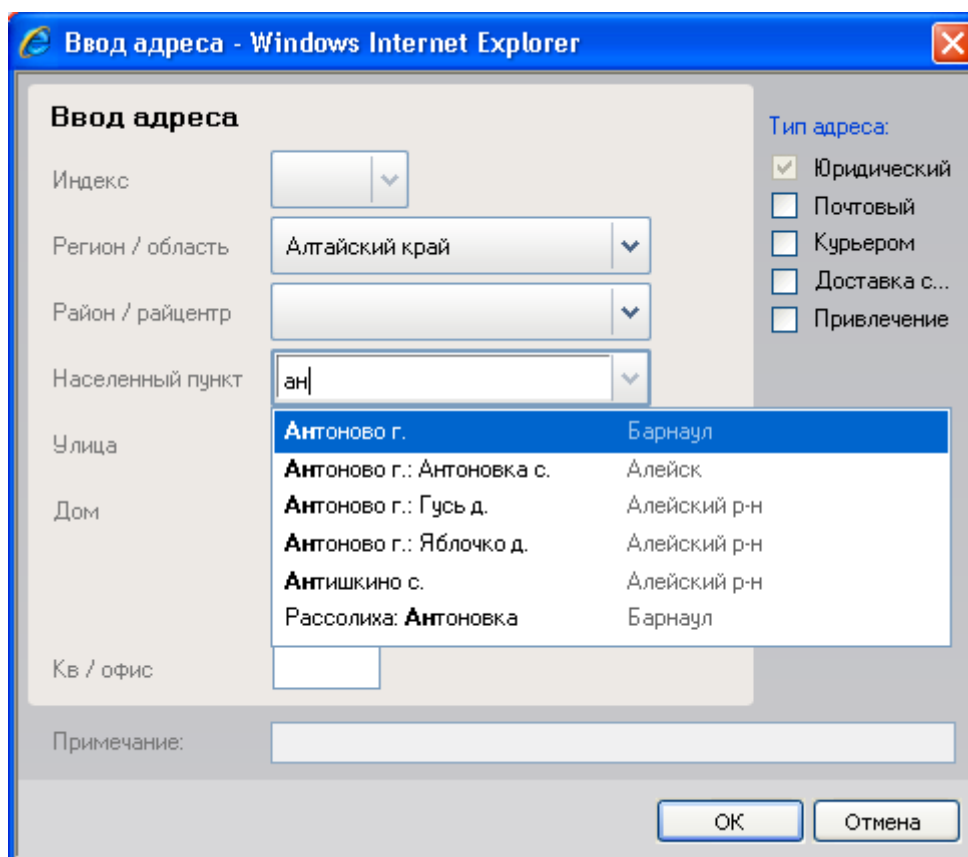 Ввод адреса - Windows Internet Explorer
Ввод адреса
Тип адреса:
Индекс
Юридический
Почтовый
Регион / область Алтайский край
Курьером
Доставка с...
Район / райцентр
Привлечение
Населенный пункт ан
Антоново г. Барнаул
Улица
Антоново г.: Антоновка с. Алейск
Антоново г.: Гусь д. Алейский р-н
Дом
Антоново г.: Яблочко д. Алейский р-н
Антишкино с. Алейский р-н
Рассолиха: Антоновка Барнаул
Кв / офис
Примечание:
ОК Отмена